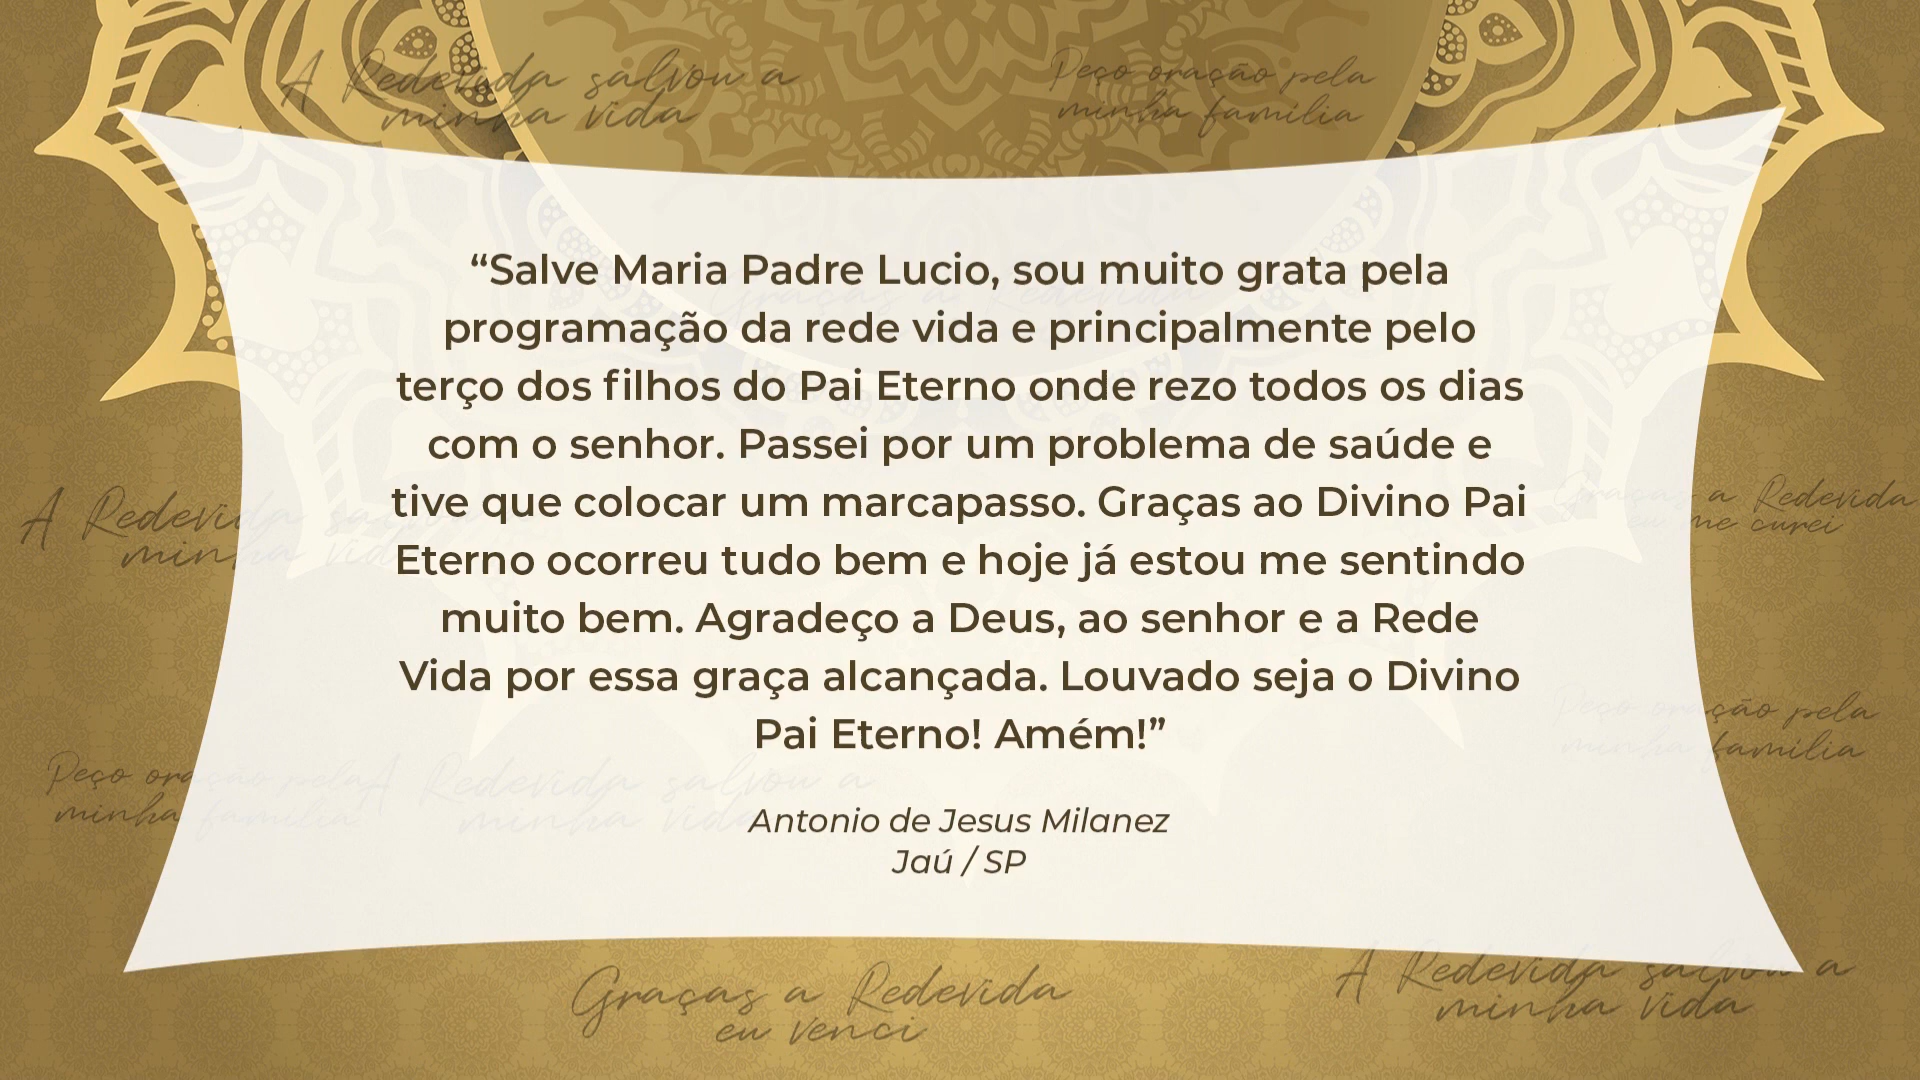 A Redevida salvou a
minha vida
Peço oração pela
minha família
“Salve Maria Padre Lucio, sou muito grata pela
programação da rede vida e principalmente pelo
terço dos filhos do Pai Eterno onde rezo todos os dias
com o senhor. Passei por um problema de saúde e
tive que colocar um marcapasso. Graças ao Divino Pai
Eterno ocorreu tudo bem e hoje já estou me sentindo
muito bem. Agradeço a Deus, ao senhor e a Rede
Vida por essa graça alcançada. Louvado seja o Divino
Pai Eterno! Amém!”
Antonio de Jesus Milanez
Jaú / SP
A Redevida salvou a
minha vida
Graças a Redevida
eu me curei
Peço oração pela
minha família
Peço oração pela
minha família
A Redevida salvou a
minha vida
Graças a Redevida
eu venci
A Redevida salvou a
minha vida